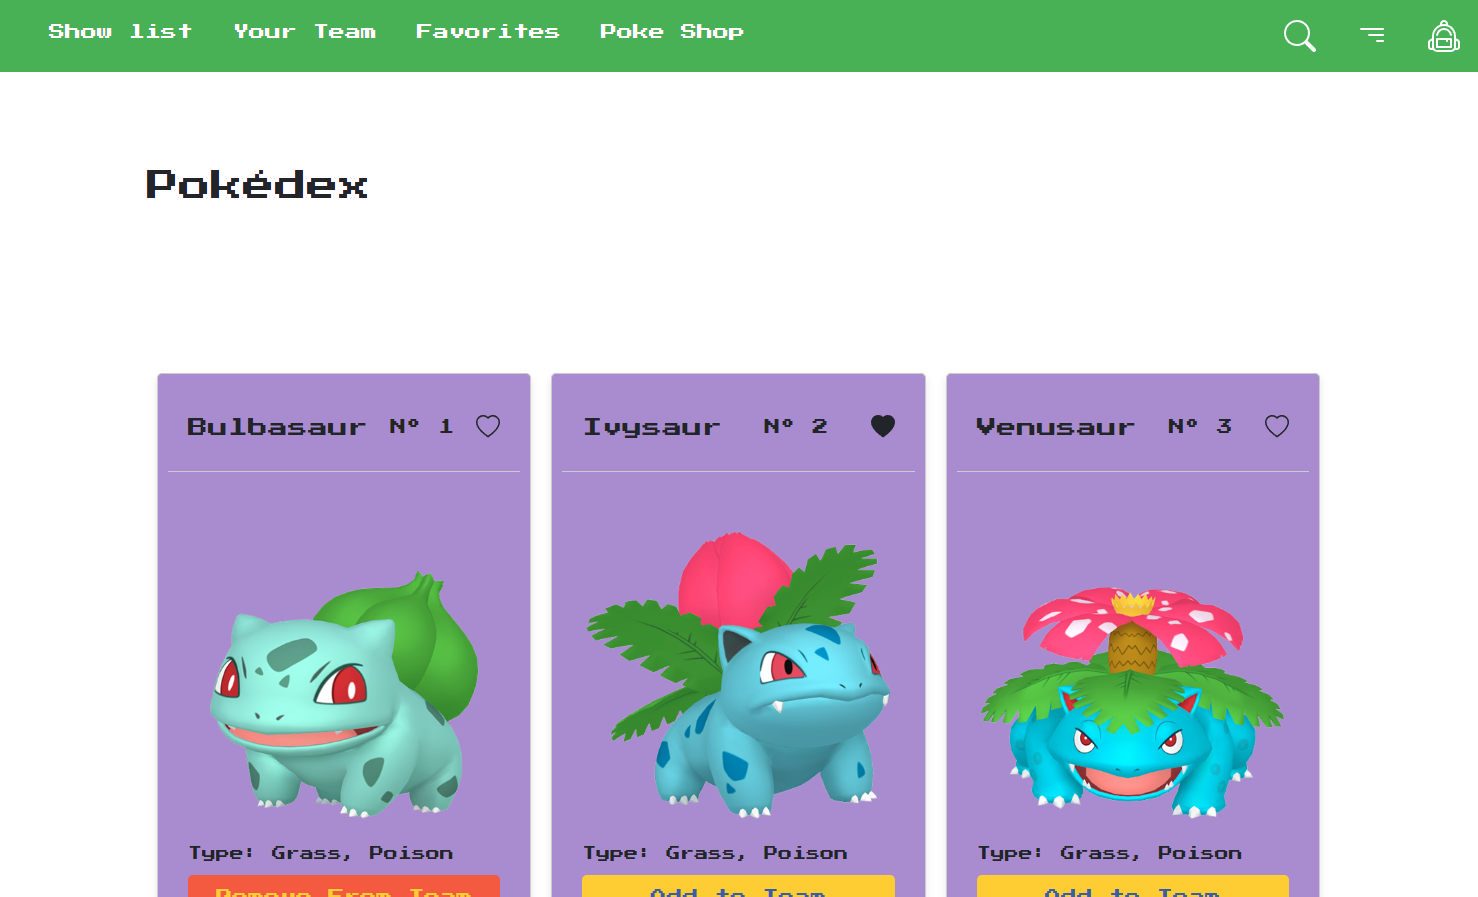 Show list Your Team Favorites Poke Shop
Pokédex
Bulbasaur Nº 1
Ivysaur Nº 2
Venusaur Nº 3
Type: Grass, Poison
Type: Grass, Poison
Type: Grass, Poison
Remove From Team
Add to Team
Add to Team